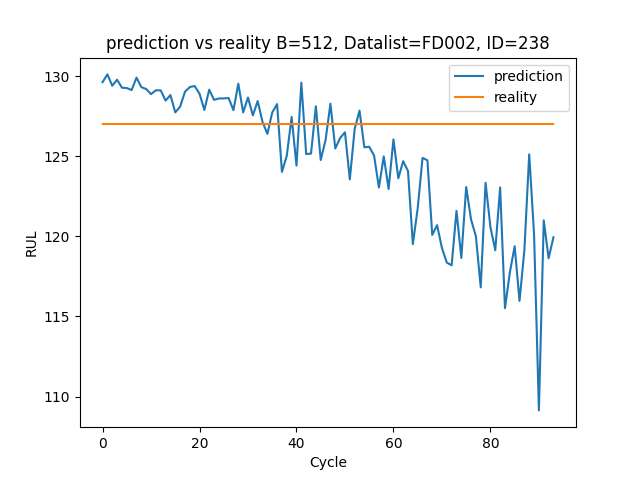 prediction vs reality B=512, Datalist=FD002, ID=238
prediction
reality
130
125
120
115
110
RUL
0
20
40
60
80
Cycle